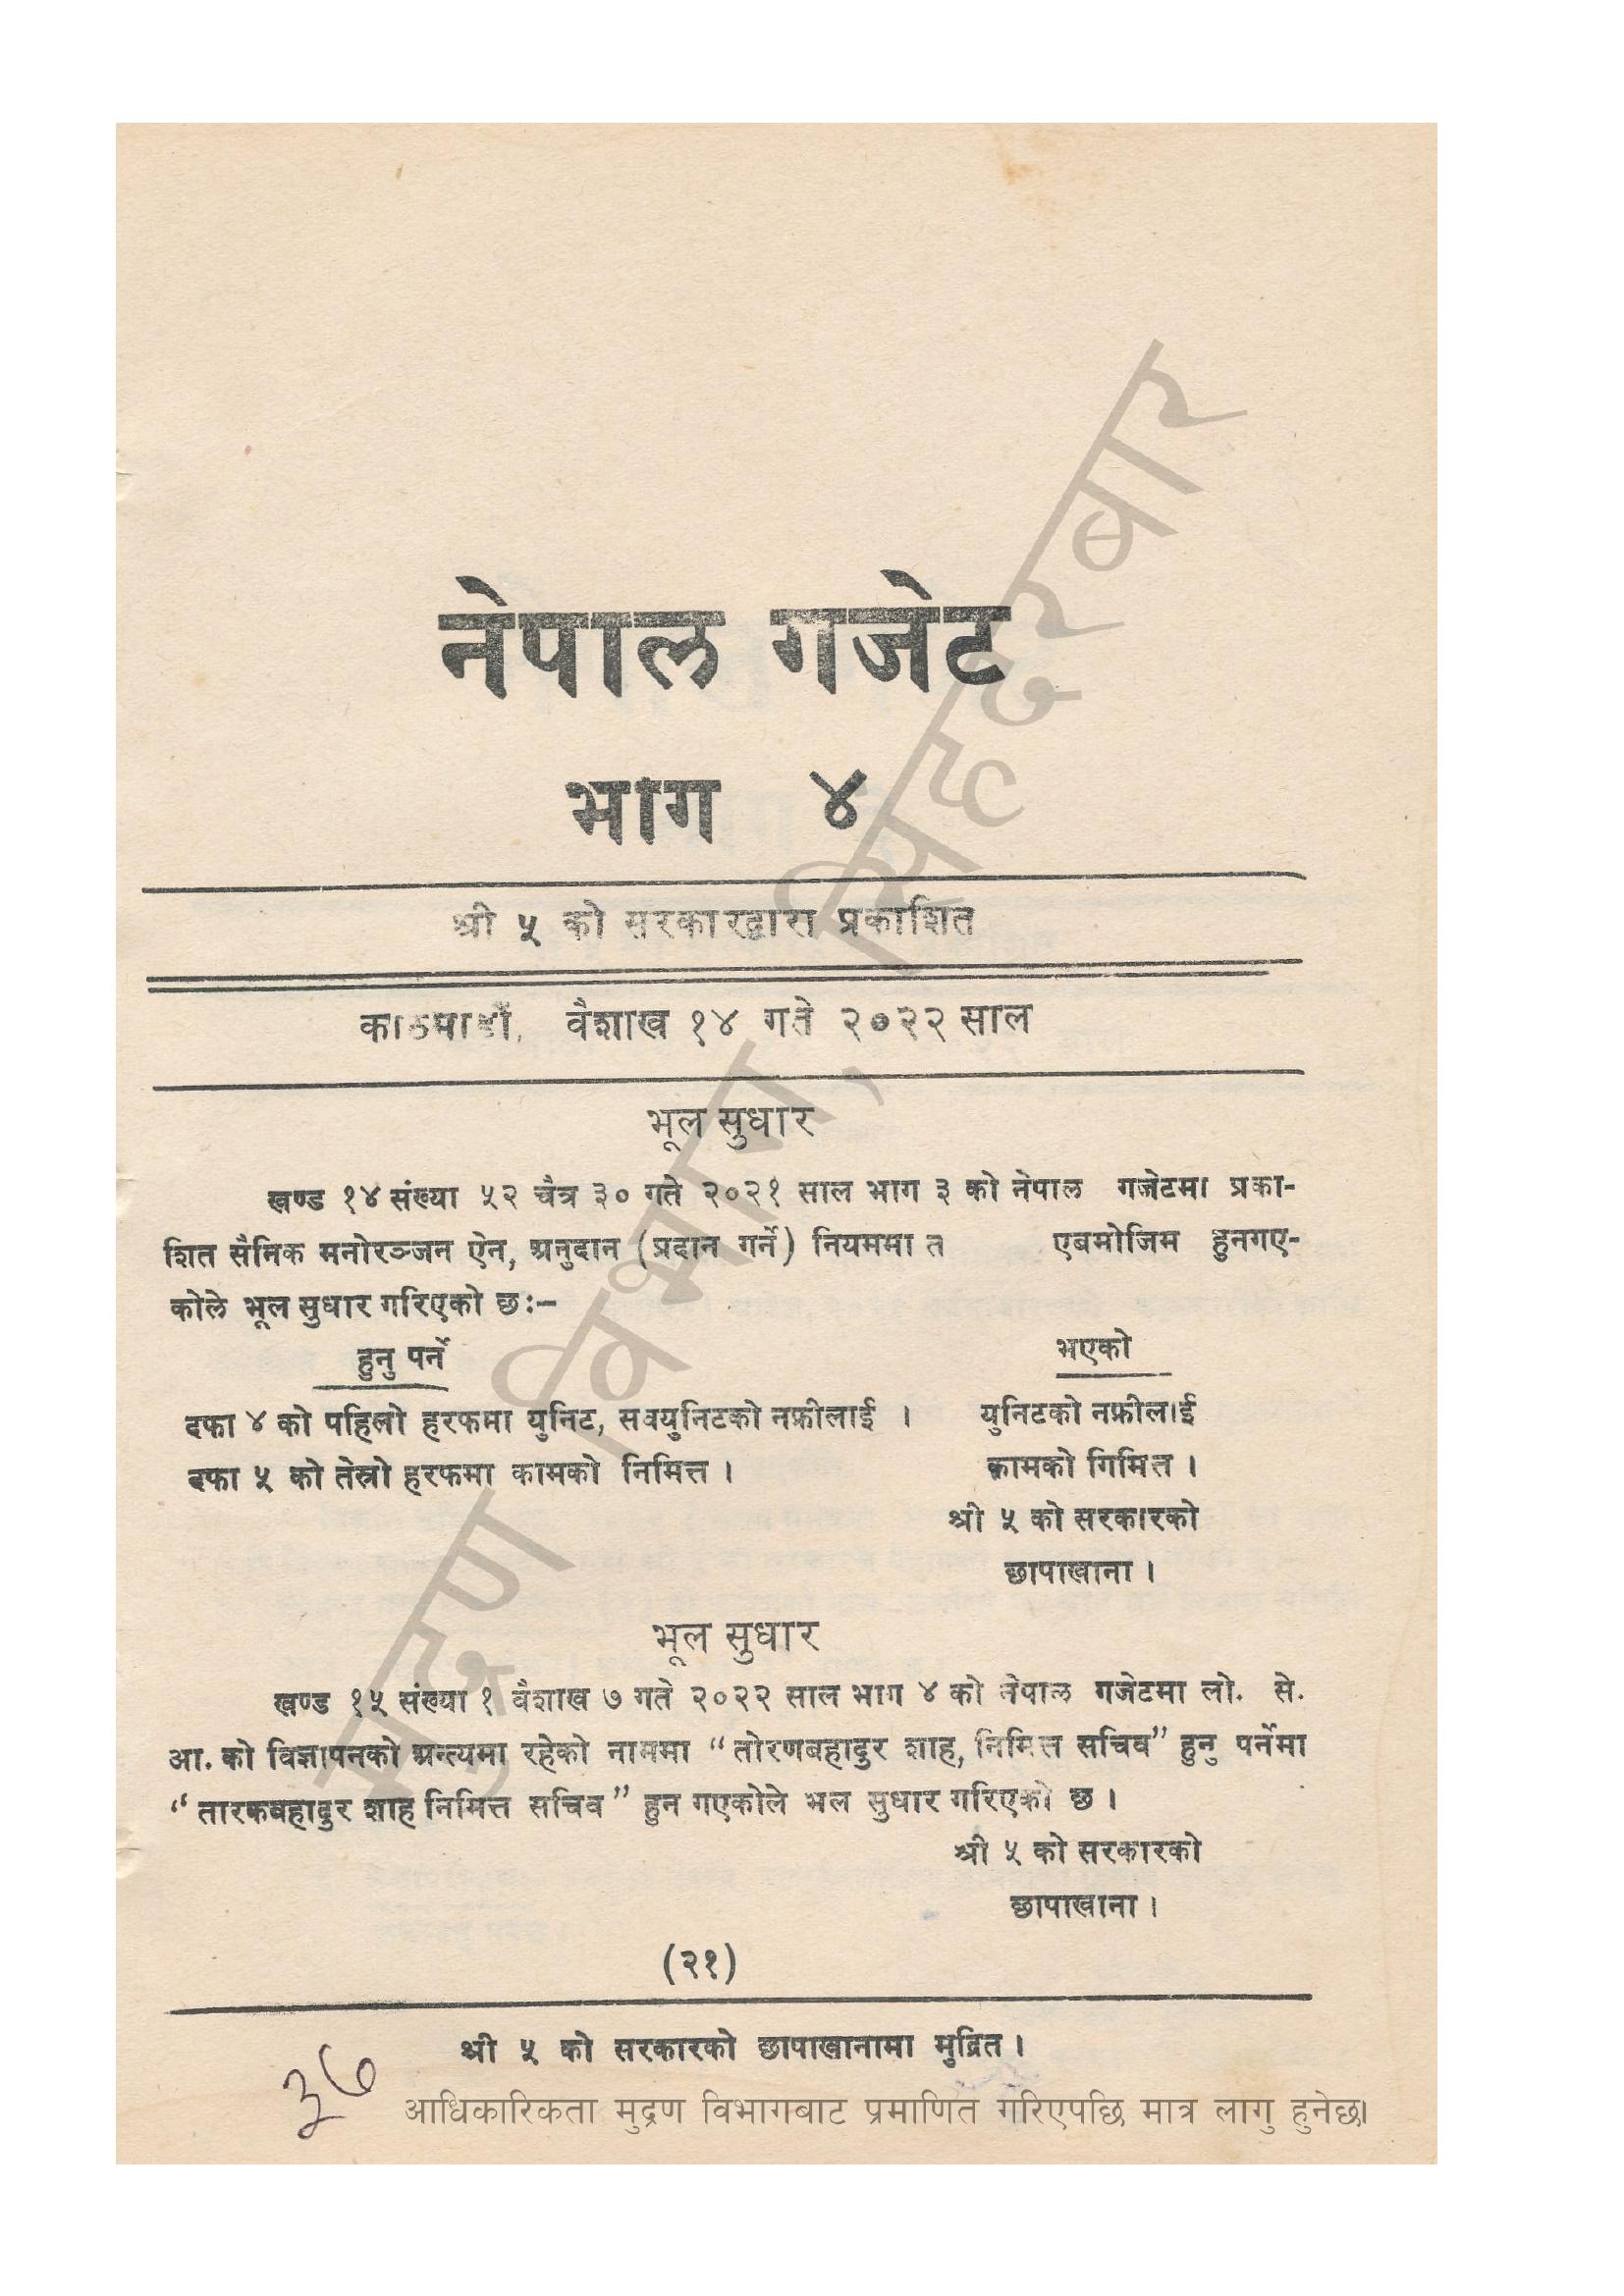 नेपाल गजेट
भाग ४
श्री ५ को सरकारद्वारा प्रकाशित
वैशाख १४ गते २०२२ साल
भूल सुधार
खण्ड १४ संख्या ५२ चैत्र ३० गते २०२१ साल भाग ३ को नेपाल गजेटमा प्रका-
शित सैनिक मनोरञ्जन ऐन, अनुदान (प्रदान गर्ने) नियममा त एबमोजिम हुनगए-
कोले भूल सुधार गरिएको छ:–
हुनु पर्ने भएको
दफा ४ को पहिलो हरफमा युनिट, सवयुनिटको नफ्रीलाई । युनिटको नफ्रीलाई
दफा ५ को तेस्रो हरफमा कामको निमित्त । कामको गिमित्त ।
श्री ५ को सरकारको
छापाखाना ।
भूल सुधार
खण्ड १५ संख्या १ वैशाख ७ गते २०२२ साल भाग ४ को नेपाल गजेटमा लो. से.
आ. को विज्ञापनको अन्त्यमा रहेको नाममा “तोरणबहादुर शाह, निमित्त सचिव” हुनु पर्नेमा
“तारकबहादुर शाह निमित्त सचिव” हुन गएकोले भल सुधार गरिएको छ ।
श्री ५ को सरकारको
छापाखाना ।
(२१)
श्री ५ को सरकारको छापाखानामा मुद्रित ।
३७
आधिकारिकता मुद्रण विभागबाट प्रमाणित गरिएपछि मात्र लागु हुनेछ।
मुद्रण विभाग, सिंहदरबार